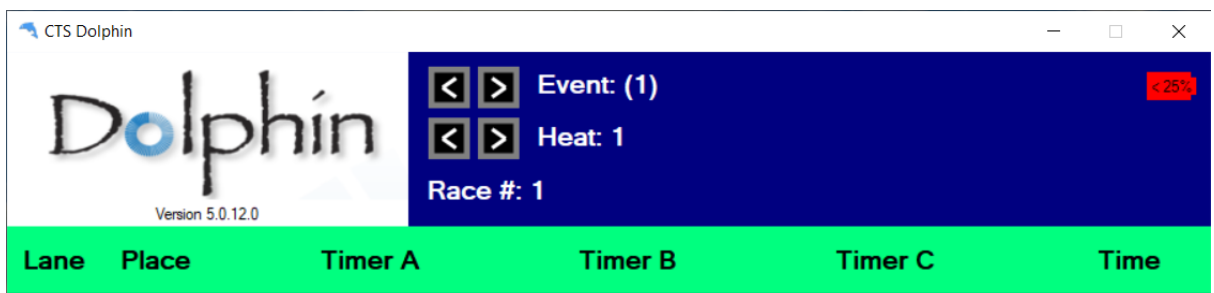 CTS Dolphin
Dolphin
Version 5.0.12.0
< > Event: (1)
< 25%
< > Heat: 1
Race #: 1
Lane Place Timer A Timer B Timer C Time